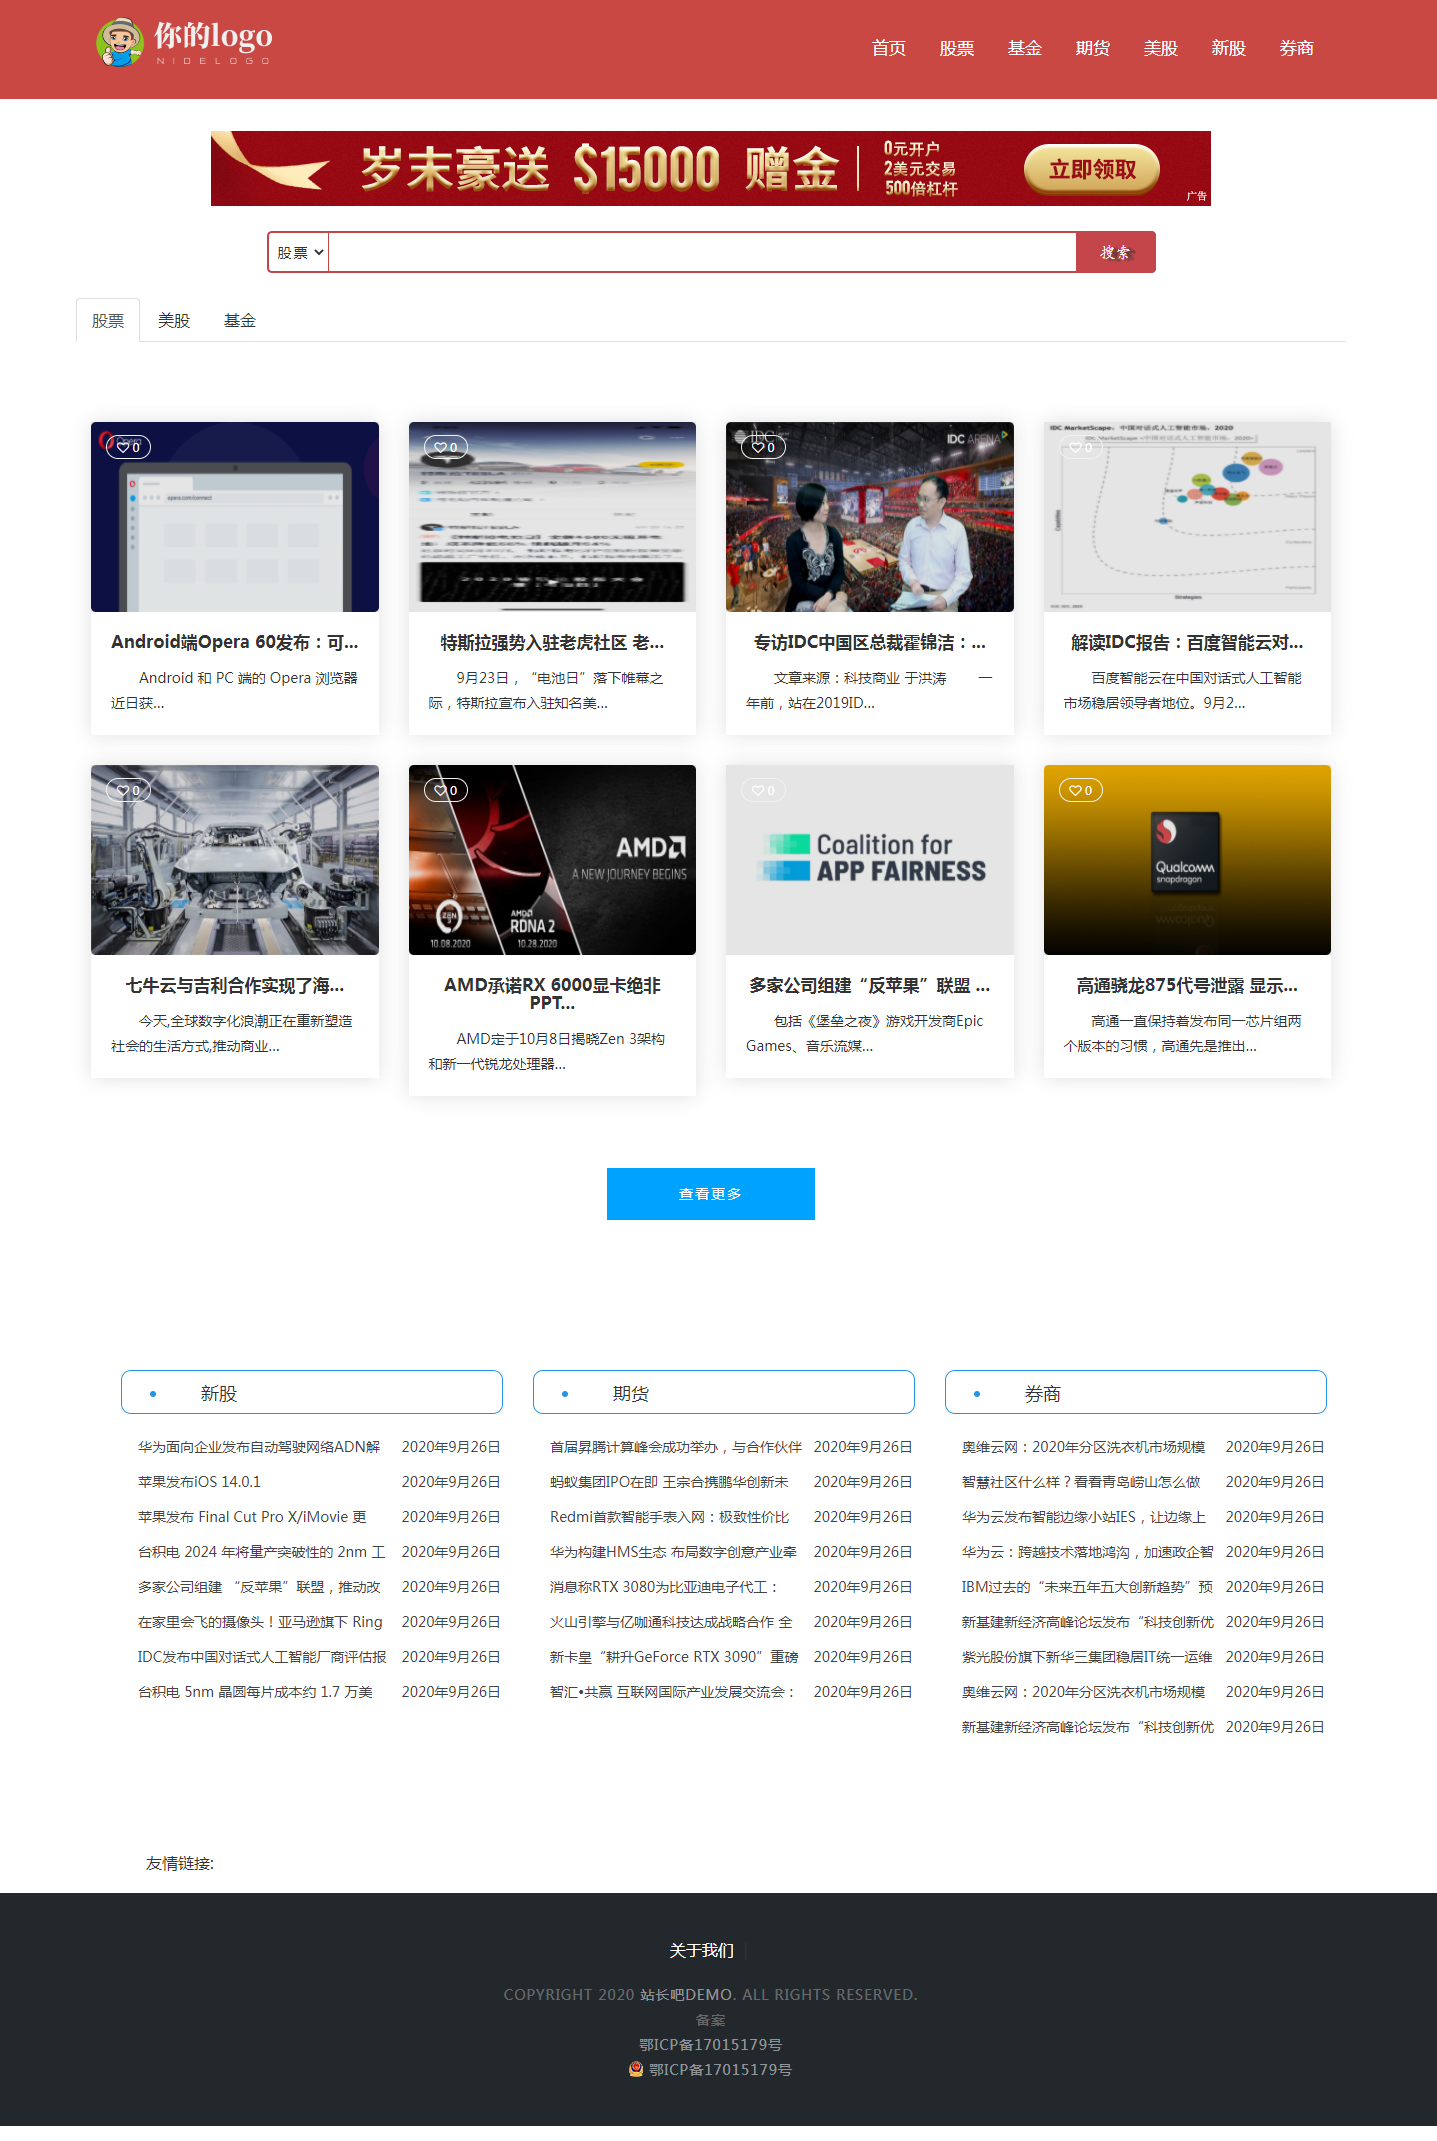 你的logo
NIDELOGO
首页 股票 基金 期货 美股 新股 券商
岁末豪送 $15000 赠金
0元开户
2美元交易
500倍杠杆
立即领取
广告
股票
搜索
股票 美股 基金
Opera
0
opera.com/connect
0
0
IDC
IDC ARENA
IDC MarketScape，中国对话式人工智能市场，2020
IDC MarketScape «中国对话式人工智能市场，2020»
0
Strategies
Android端Opera 60发布：可...
Android 和 PC 端的 Opera 浏览器
近日获...
特斯拉强势入驻老虎社区 老...
9月23日，“电池日”落下帷幕之
际，特斯拉宣布入驻知名美...
专访IDC中国区总裁霍锦洁：...
文章来源：科技商业 于洪涛 一
年前，站在2019ID...
解读IDC报告：百度智能云对...
百度智能云在中国对话式人工智能
市场稳居领导者地位。9月2...
0
0
AMD
A NEW JOURNEY BEGINS
ZEN 3
10.08.2020
AMD
RDNA 2
10.28.2020
0
Coalition for
APP FAIRNESS
0
Qualcomm
snapdragon
七牛云与吉利合作实现了海...
今天,全球数字化浪潮正在重新塑造
社会的生活方式,推动商业...
AMD承诺RX 6000显卡绝非
PPT...
AMD定于10月8日揭晓Zen 3架构
和新一代锐龙处理器...
多家公司组建“反苹果”联盟 ...
包括《堡垒之夜》游戏开发商Epic
Games、音乐流媒...
高通骁龙875代号泄露 显示...
高通一直保持着发布同一芯片组两
个版本的习惯，高通先是推出...
查看更多
新股
华为面向企业发布自动驾驶网络ADN解 2020年9月26日
苹果发布iOS 14.0.1 2020年9月26日
苹果发布 Final Cut Pro X/iMovie 更 2020年9月26日
台积电 2024 年将量产突破性的 2nm 工 2020年9月26日
多家公司组建 “反苹果”联盟，推动改 2020年9月26日
在家里会飞的摄像头！亚马逊旗下 Ring 2020年9月26日
IDC发布中国对话式人工智能厂商评估报 2020年9月26日
台积电 5nm 晶圆每片成本约 1.7 万美 2020年9月26日
期货
首届昇腾计算峰会成功举办，与合作伙伴 2020年9月26日
蚂蚁集团IPO在即 王宗合携鹏华创新未 2020年9月26日
Redmi首款智能手表入网：极致性价比 2020年9月26日
华为构建HMS生态 布局数字创意产业牵 2020年9月26日
消息称RTX 3080为比亚迪电子代工： 2020年9月26日
火山引擎与亿咖通科技达成战略合作 全 2020年9月26日
新卡皇“耕升GeForce RTX 3090”重磅 2020年9月26日
智汇•共赢 互联网国际产业发展交流会： 2020年9月26日
券商
奥维云网：2020年分区洗衣机市场规模 2020年9月26日
智慧社区什么样？看看青岛崂山怎么做 2020年9月26日
华为云发布智能边缘小站IES，让边缘上 2020年9月26日
华为云：跨越技术落地鸿沟，加速政企智 2020年9月26日
IBM过去的“未来五年五大创新趋势”预 2020年9月26日
新基建新经济高峰论坛发布“科技创新优 2020年9月26日
紫光股份旗下新华三集团稳居IT统一运维 2020年9月26日
奥维云网：2020年分区洗衣机市场规模 2020年9月26日
新基建新经济高峰论坛发布“科技创新优 2020年9月26日
友情链接:
关于我们
COPYRIGHT 2020 站长吧DEMO. ALL RIGHTS RESERVED.
备案
鄂ICP备17015179号
鄂ICP备17015179号